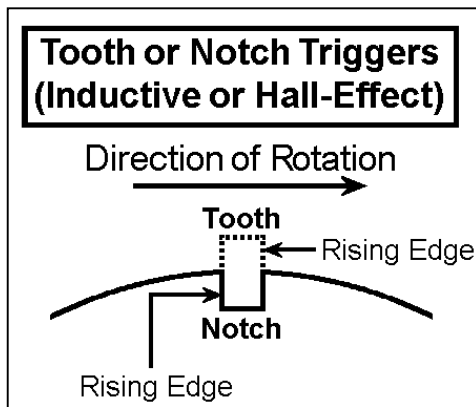 Tooth or Notch Triggers
(Inductive or Hall-Effect)
Direction of Rotation
Tooth
Rising Edge
Notch
Rising Edge